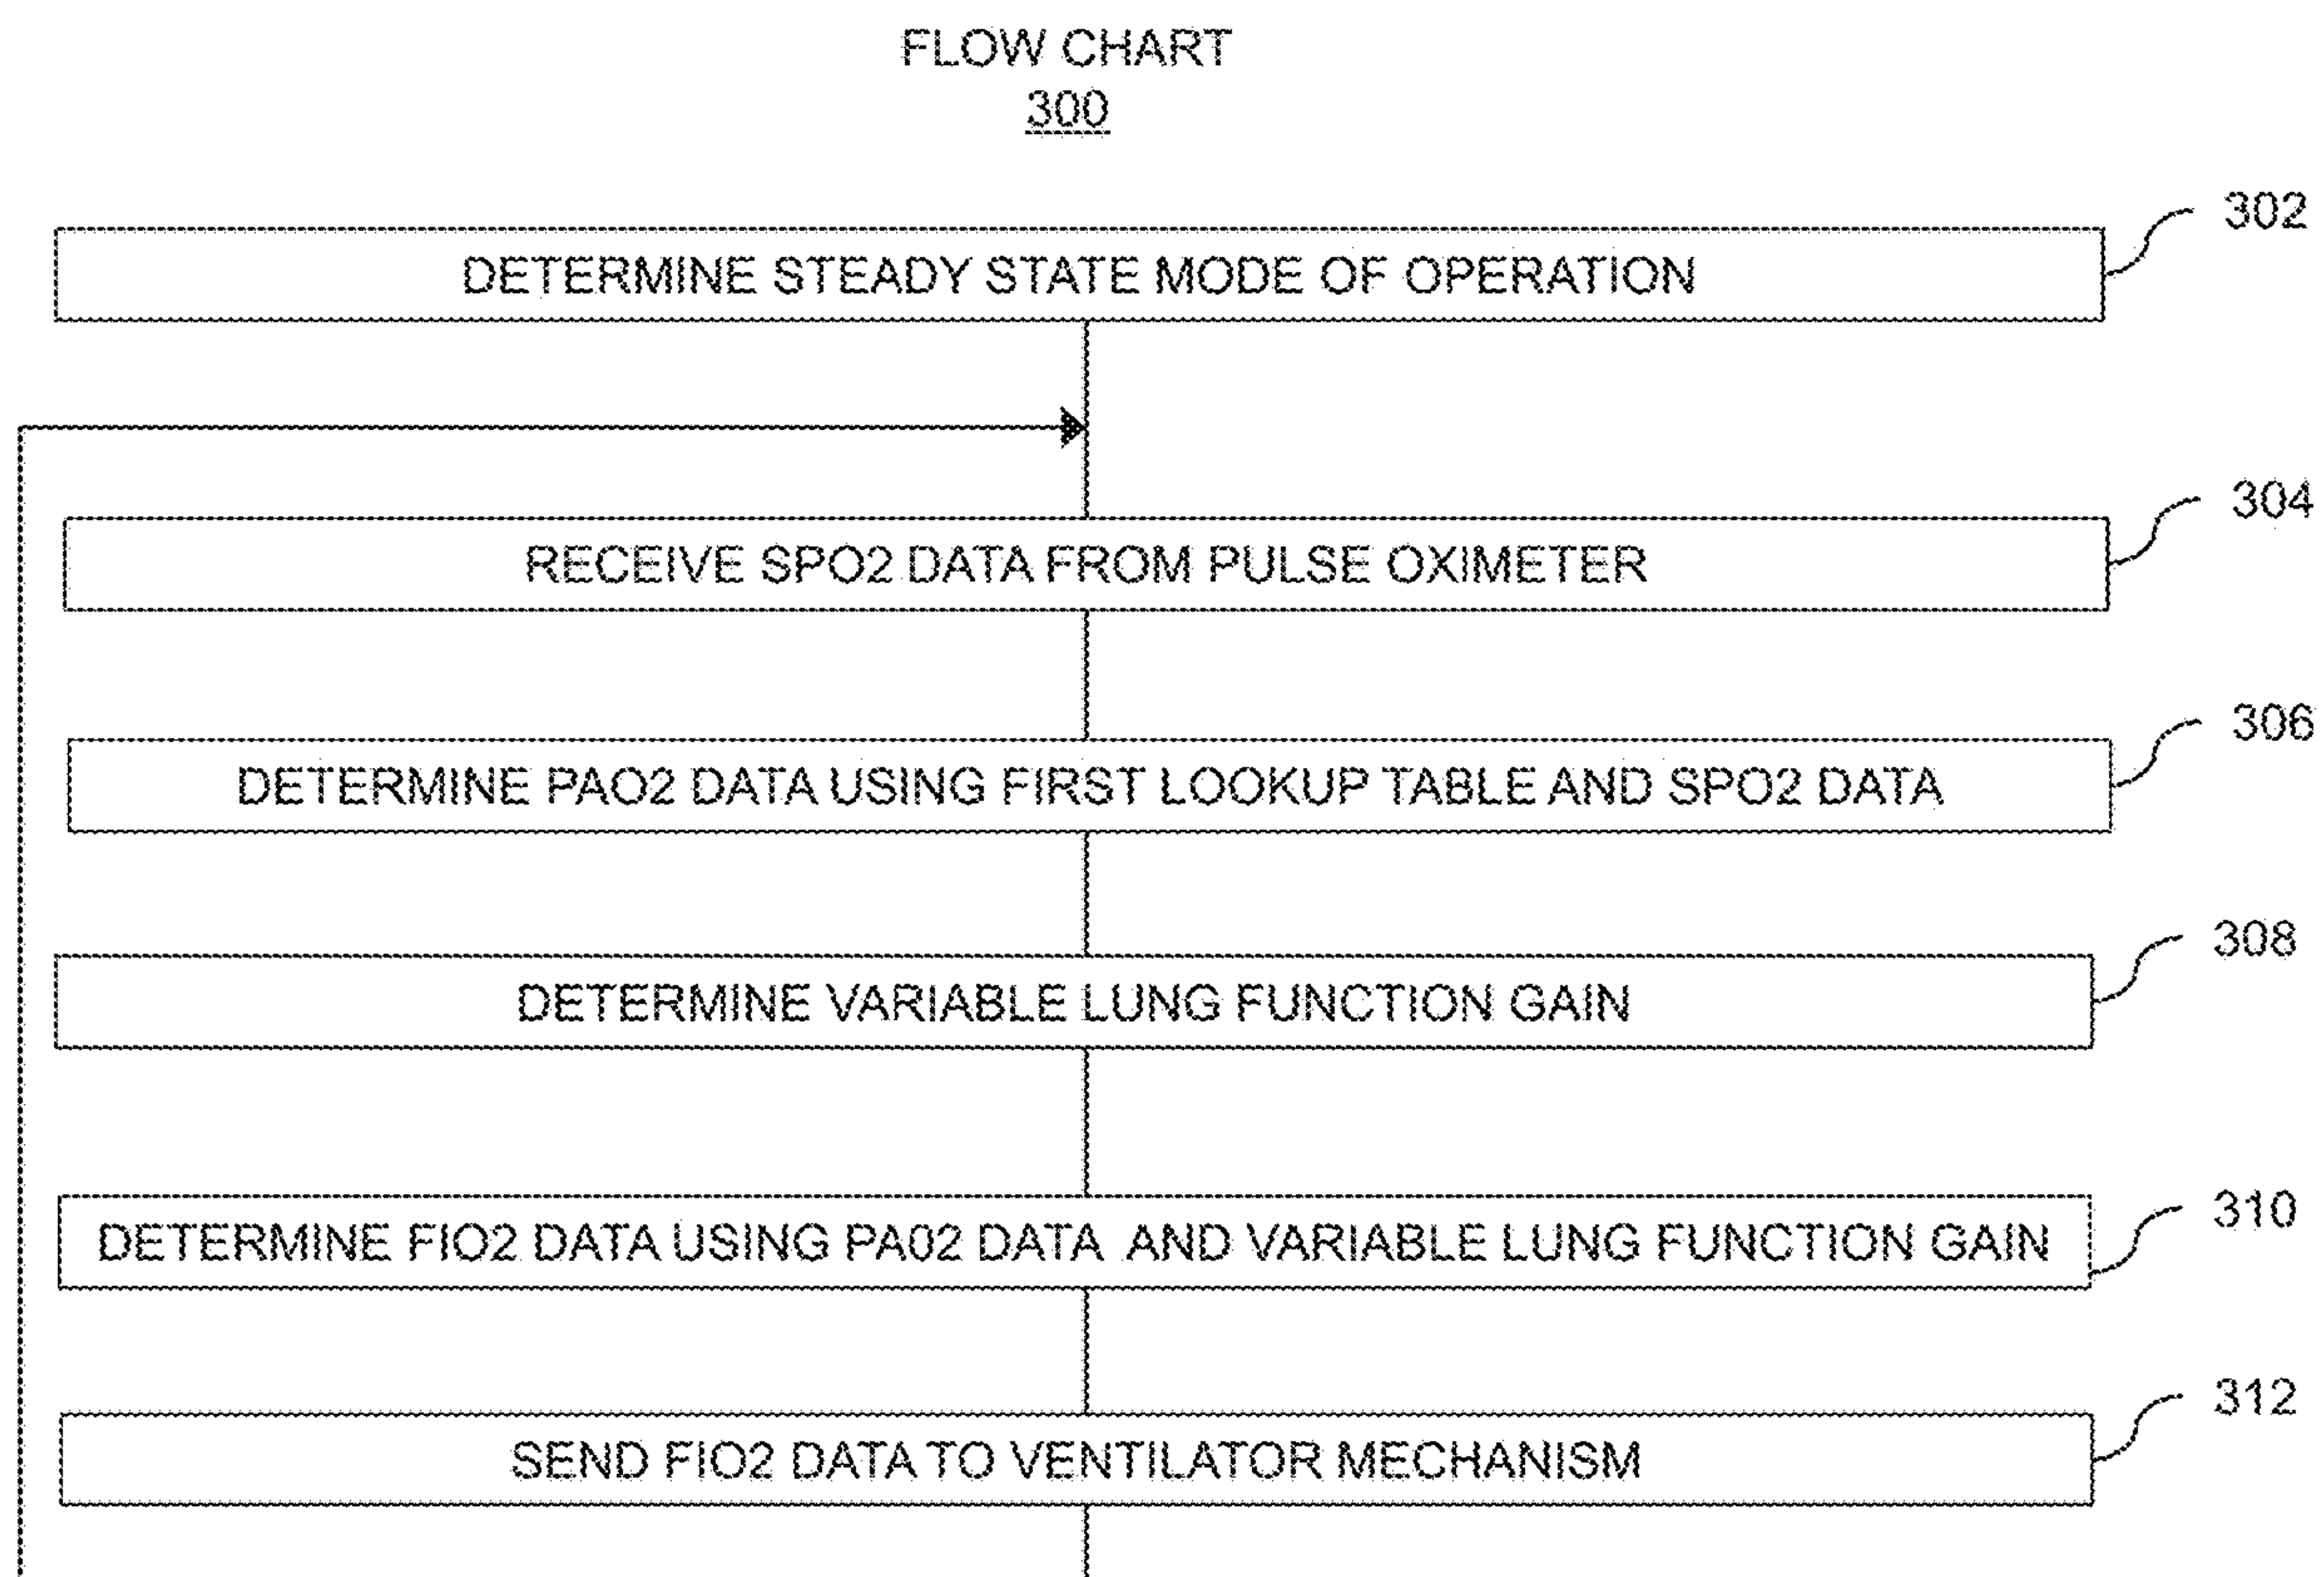 FLOW CHART
300
302
DETERMINE STEADY STATE MODE OF OPERATION
304
RECEIVE SPO2 DATA FROM PULSE OXIMETER
306
DETERMINE PAO2 DATA USING FIRST LOOKUP TABLE AND SPO2 DATA
308
DETERMINE VARIABLE LUNG FUNCTION GAIN
310
DETERMINE FIO2 DATA USING PA02 DATA AND VARIABLE LUNG FUNCTION GAIN
312
SEND FIO2 DATA TO VENTILATOR MECHANISM